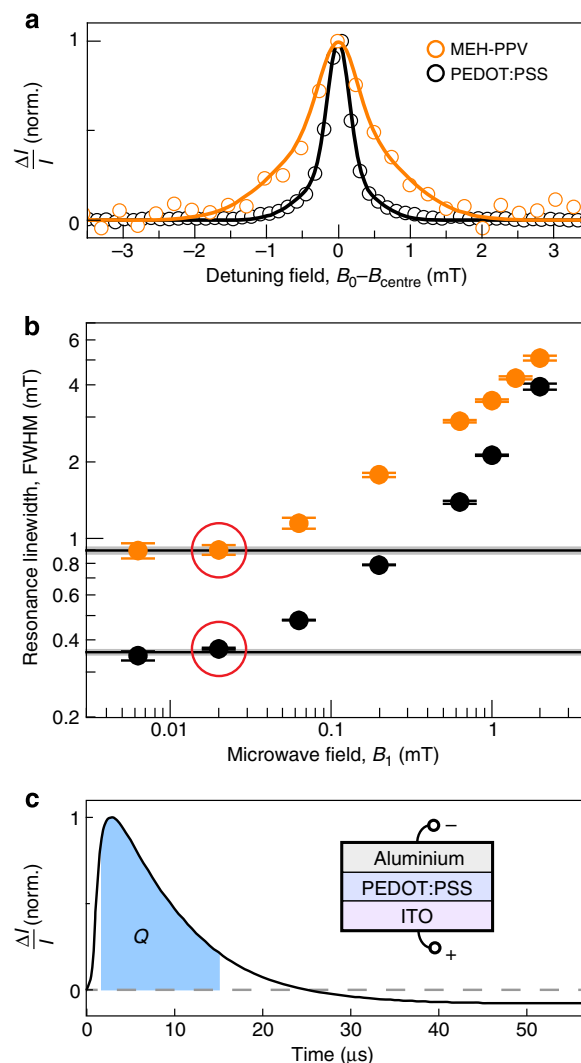 a
1
0
ΔI/I (norm.)
MEH-PPV
PEDOT:PSS
–3 –2 –1 0 1 2 3
Detuning field, B₀–B_centre (mT)
b
6
4
2
1
0.8
0.6
0.4
0.2
Resonance linewidth, FWHM (mT)
0.01 0.1 1
Microwave field, B₁ (mT)
c
1
0
ΔI/I (norm.)
Q
–
Aluminium
PEDOT:PSS
ITO
+
0 10 20 30 40 50
Time (μs)